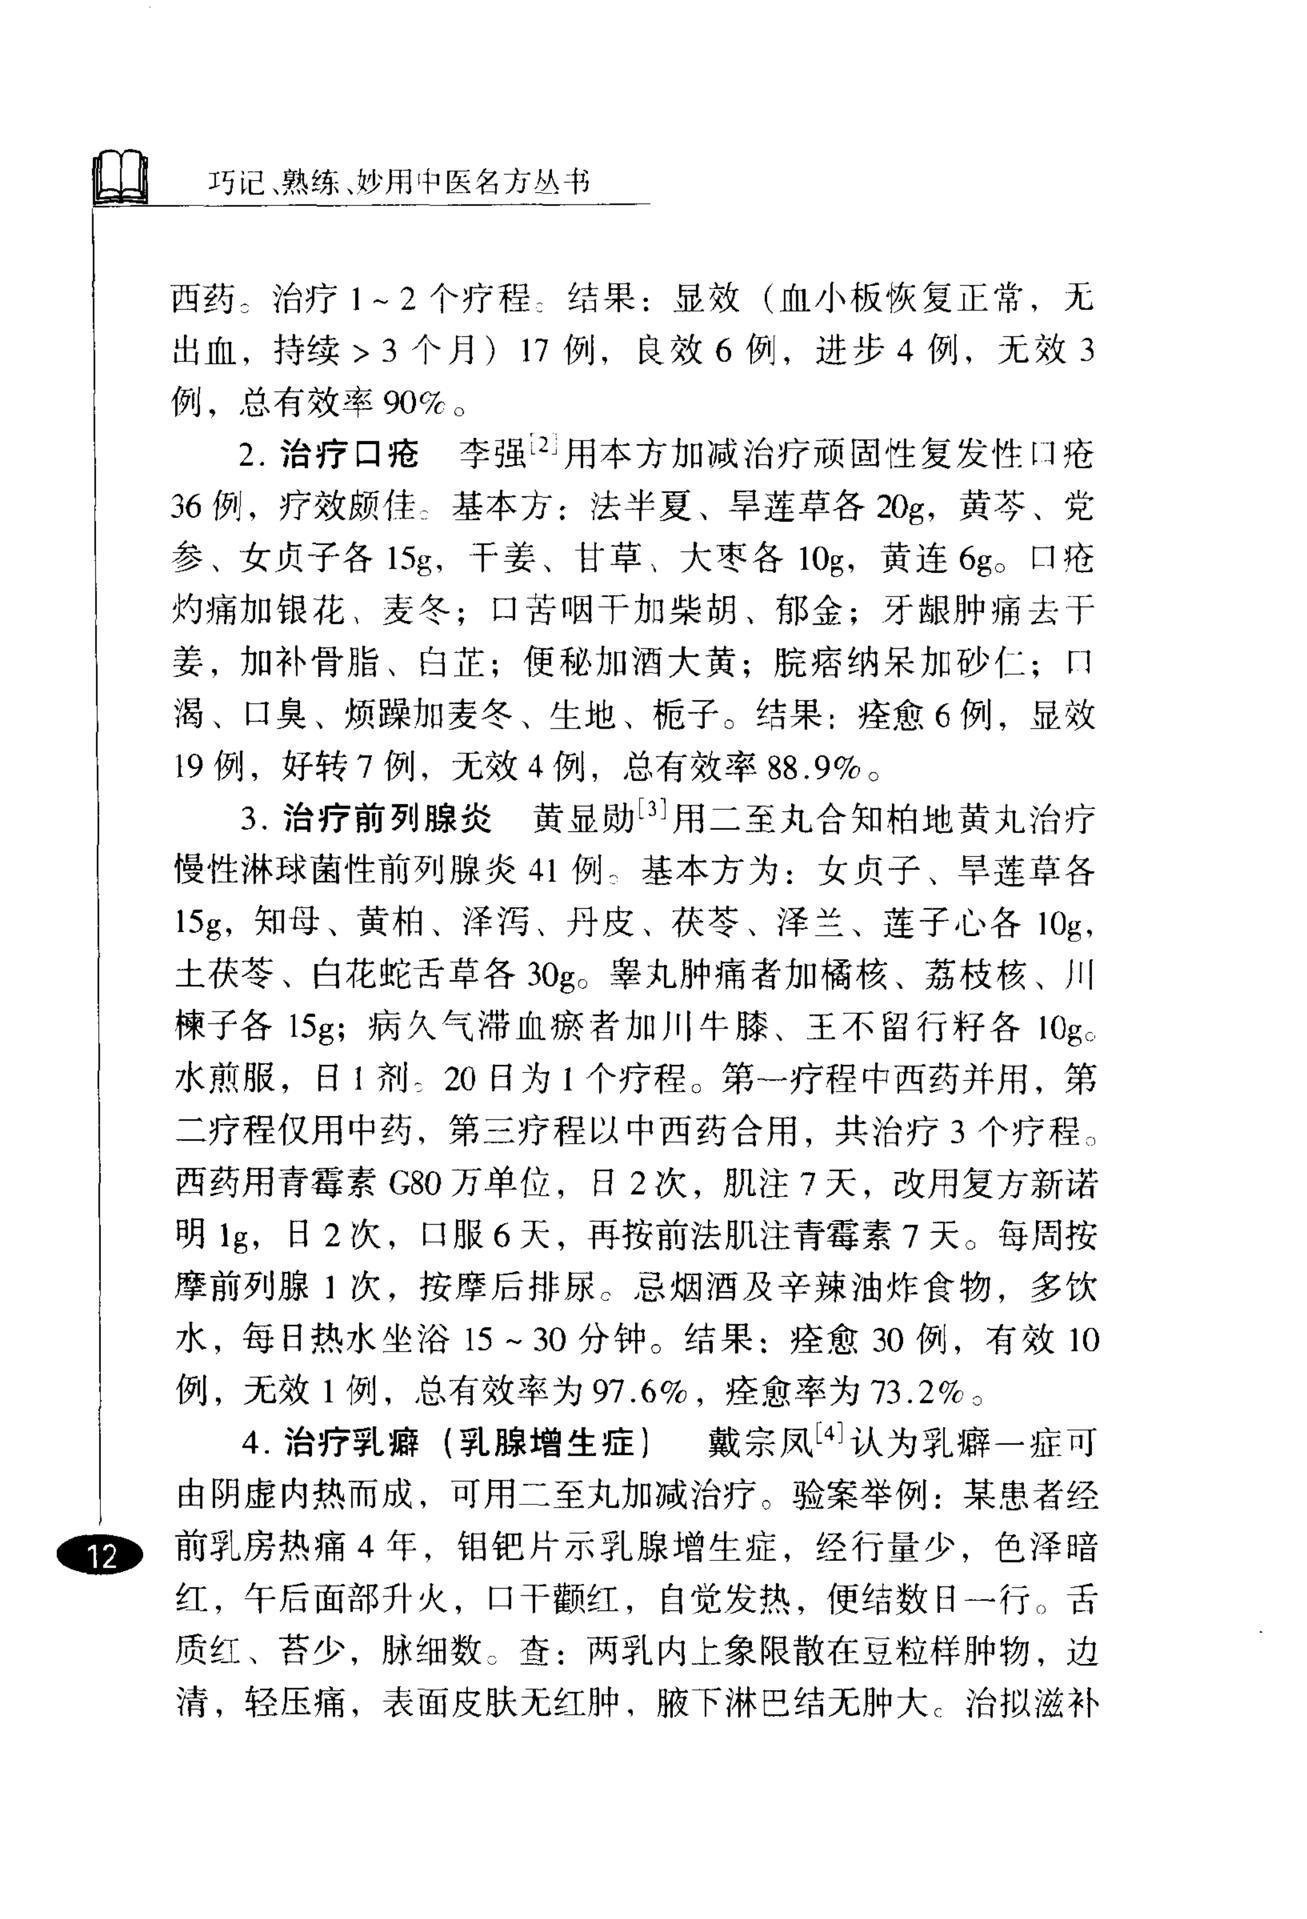 巧记、熟练、妙用中医名方丛书
西药。治疗 1～2 个疗程。结果：显效（血小板恢复正常，无
出血，持续＞3 个月）17 例，良效 6 例，进步 4 例，无效 3
例，总有效率 90%。
2. 治疗口疮 李强[2]用本方加减治疗顽固性复发性口疮
36 例，疗效颇佳。基本方：法半夏、旱莲草各 20g，黄芩、党
参、女贞子各 15g，干姜、甘草、大枣各 10g，黄连 6g。口疮
灼痛加银花、麦冬；口苦咽干加柴胡、郁金；牙龈肿痛去干
姜，加补骨脂、白芷；便秘加酒大黄；脘痞纳呆加砂仁；口
渴、口臭、烦躁加麦冬、生地、栀子。结果：痊愈 6 例，显效
19 例，好转 7 例，无效 4 例，总有效率 88.9%。
3. 治疗前列腺炎 黄显勋[3]用二至丸合知柏地黄丸治疗
慢性淋球菌性前列腺炎 41 例。基本方为：女贞子、旱莲草各
15g，知母、黄柏、泽泻、丹皮、茯苓、泽兰、莲子心各 10g，
土茯苓、白花蛇舌草各 30g。睾丸肿痛者加橘核、荔枝核、川
楝子各 15g；病久气滞血瘀者加川牛膝、王不留行籽各 10g。
水煎服，日 1 剂。20 日为 1 个疗程。第一疗程中西药并用，第
二疗程仅用中药，第三疗程以中西药合用，共治疗 3 个疗程。
西药用青霉素 G80 万单位，日 2 次，肌注 7 天，改用复方新诺
明 1g，日 2 次，口服 6 天，再按前法肌注青霉素 7 天。每周按
摩前列腺 1 次，按摩后排尿。忌烟酒及辛辣油炸食物，多饮
水，每日热水坐浴 15～30 分钟。结果：痊愈 30 例，有效 10
例，无效 1 例，总有效率为 97.6%，痊愈率为 73.2%。
4. 治疗乳癖（乳腺增生症） 戴宗凤[4]认为乳癖一症可
由阴虚内热而成，可用二至丸加减治疗。验案举例：某患者经
前乳房热痛 4 年，钼钯片示乳腺增生症，经行量少，色泽暗
红，午后面部升火，口干颧红，自觉发热，便结数日一行。舌
质红、苔少，脉细数。查：两乳内上象限散在豆粒样肿物，边
清，轻压痛，表面皮肤无红肿，腋下淋巴结无肿大。治拟滋补
12